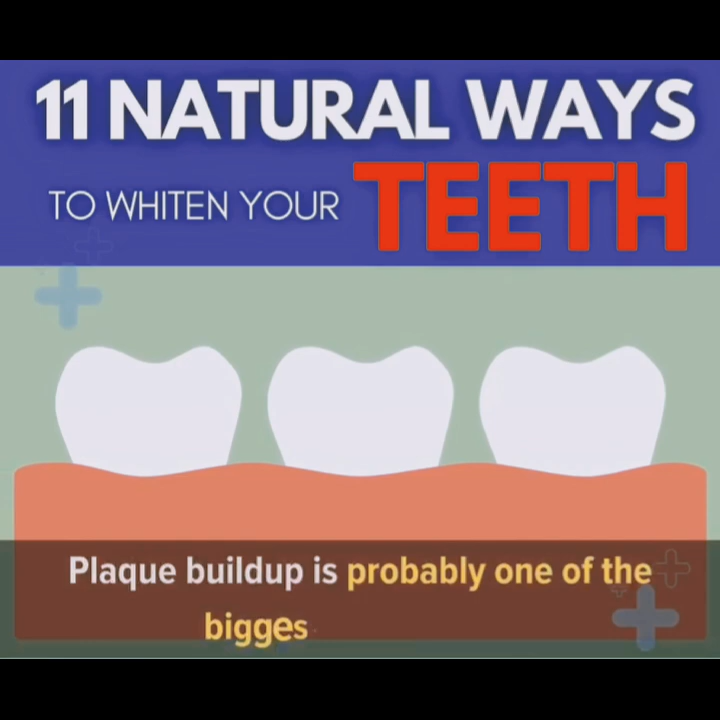 11 NATURAL WAYS
TO WHITEN YOUR TEETH
Plaque buildup is probably one of the
bigges